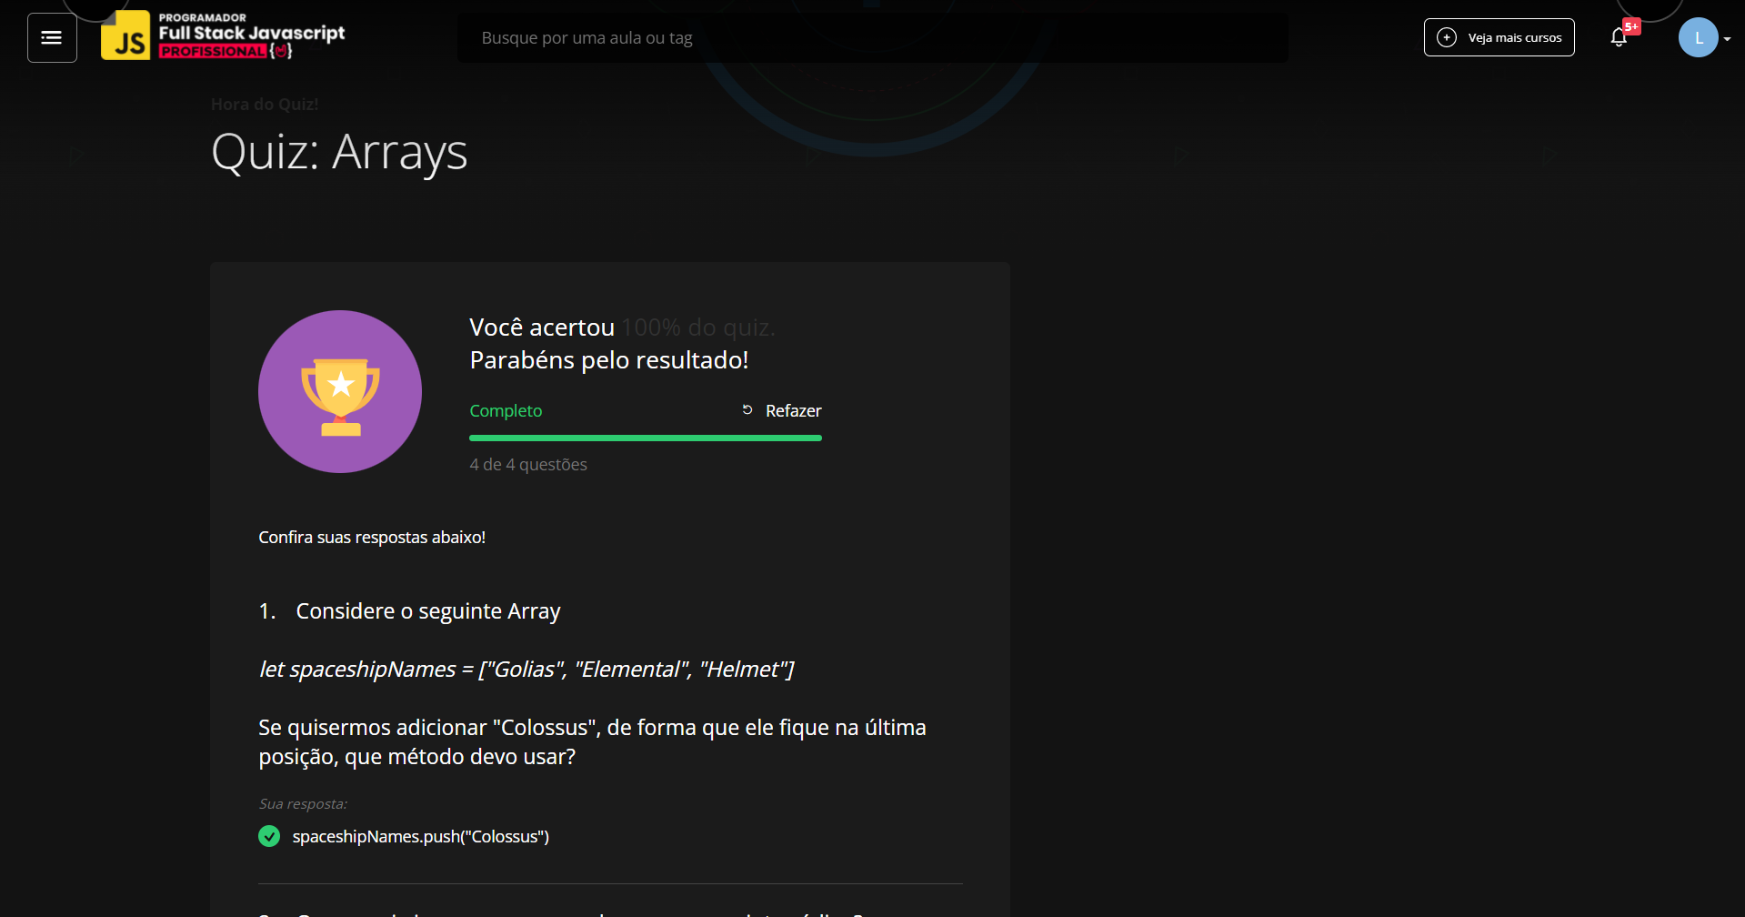 PROGRAMADOR
JS Full Stack Javascript
PROFISSIONAL
Busque por uma aula ou tag
Veja mais cursos
5+
L
Hora do Quiz!
Quiz: Arrays
Você acertou 100% do quiz.
Parabéns pelo resultado!
Completo
Refazer
4 de 4 questões
Confira suas respostas abaixo!
1. Considere o seguinte Array
let spaceshipNames = ["Golias", "Elemental", "Helmet"]
Se quisermos adicionar "Colossus", de forma que ele fique na última
posição, que método devo usar?
Sua resposta:
spaceshipNames.push("Colossus")